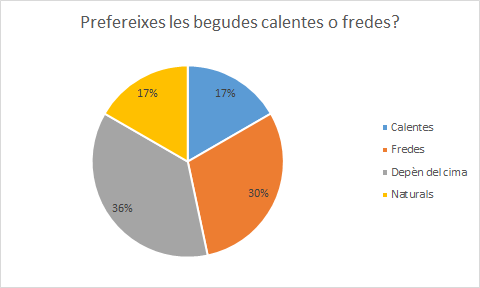 Prefereixes les begudes calentes o fredes?
17%
17%
30%
36%
Calentes
Fredes
Depèn del cima
Naturals